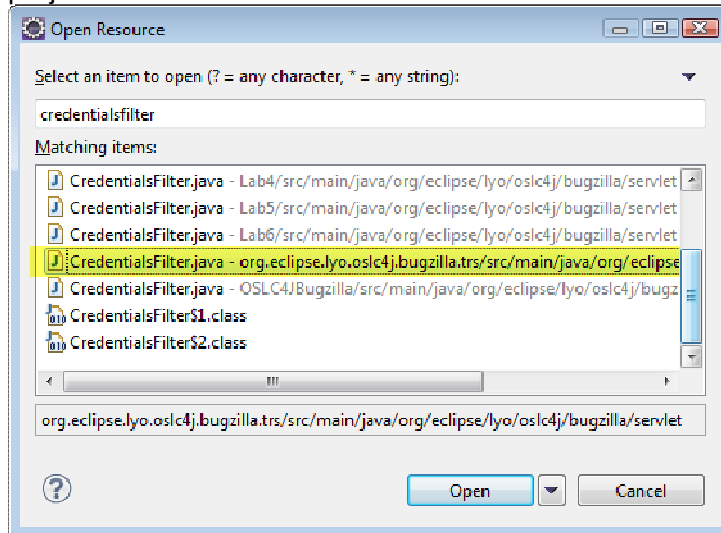 Open Resource
Select an item to open (? = any character, * = any string):
credentialsfilter
Matching items:
CredentialsFilter.java - Lab4/src/main/java/org/eclipse/lyo/oslc4j/bugzilla/servlet
CredentialsFilter.java - Lab5/src/main/java/org/eclipse/lyo/oslc4j/bugzilla/servlet
CredentialsFilter.java - Lab6/src/main/java/org/eclipse/lyo/oslc4j/bugzilla/servlet
CredentialsFilter.java - org.eclipse.lyo.oslc4j.bugzilla.trs/src/main/java/org/eclipse
CredentialsFilter.java - OSLC4JBugzilla/src/main/java/org/eclipse/lyo/oslc4j/bugz
CredentialsFilter$1.class
CredentialsFilter$2.class
org.eclipse.lyo.oslc4j.bugzilla.trs/src/main/java/org/eclipse/lyo/oslc4j/bugzilla/servlet
Open Cancel